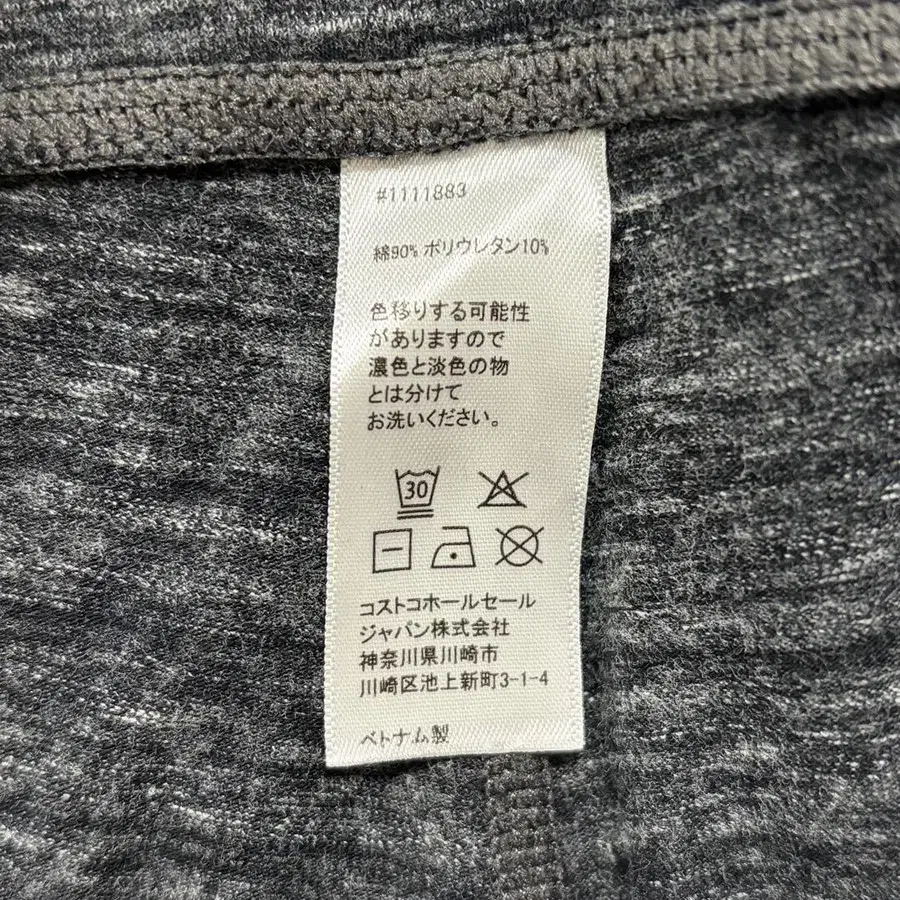 #1111883
綿90% ポリウレタン10%
色移りする可能性
がありますので
濃色と淡色の物
とは分けて
お洗いください。
30
コストコホールセール
ジャパン株式会社
神奈川県川崎市
川崎区池上新町3-1-4
ベトナム製